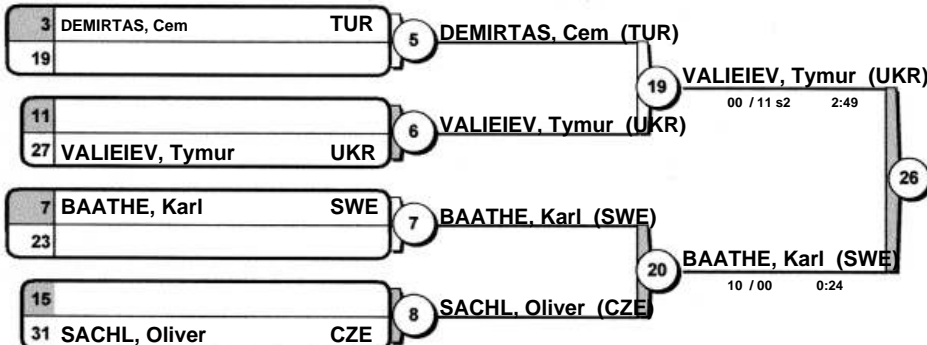 3 DEMIRTAS, Cem TUR
19
5
DEMIRTAS, Cem (TUR)
11
27 VALIEIEV, Tymur UKR
6
VALIEIEV, Tymur (UKR)
19
VALIEIEV, Tymur (UKR)
00 / 11 s2 2:49
7 BAATHE, Karl SWE
23
7
BAATHE, Karl (SWE)
15
31 SACHL, Oliver CZE
8
SACHL, Oliver (CZE)
20
BAATHE, Karl (SWE)
10 / 00 0:24
26